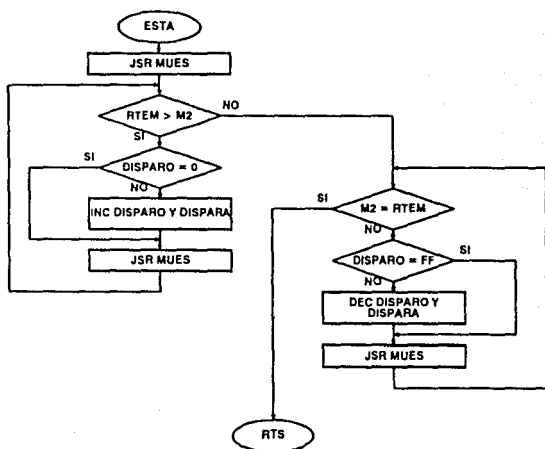 ESTA
JSR MUES
RTEM > M2
NO
SI
DISPARO = 0
SI
NO
INC DISPARO Y DISPARA
JSR MUES
M2 = RTEM
SI
NO
DISPARO = FF
SI
NO
DEC DISPARO Y
DISPARA
JSR MUES
RTS